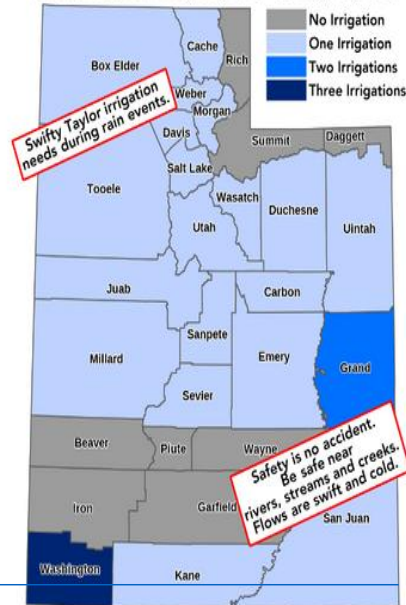 No Irrigation
One Irrigation
Two Irrigations
Three Irrigations
Cache
Rich
Box Elder
Weber
Morgan
Swifty Taylor irrigation
needs during rain events.
Davis
Summit
Daggett
Salt Lake
Tooele
Wasatch
Duchesne
Utah
Uintah
Juab
Carbon
Sanpete
Millard
Emery
Grand
Sevier
Beaver
Piute
Wayne
Safety is no accident.
Be safe near
rivers, streams and creeks.
Flows are swift and cold.
Iron
Garfield
San Juan
Washington
Kane